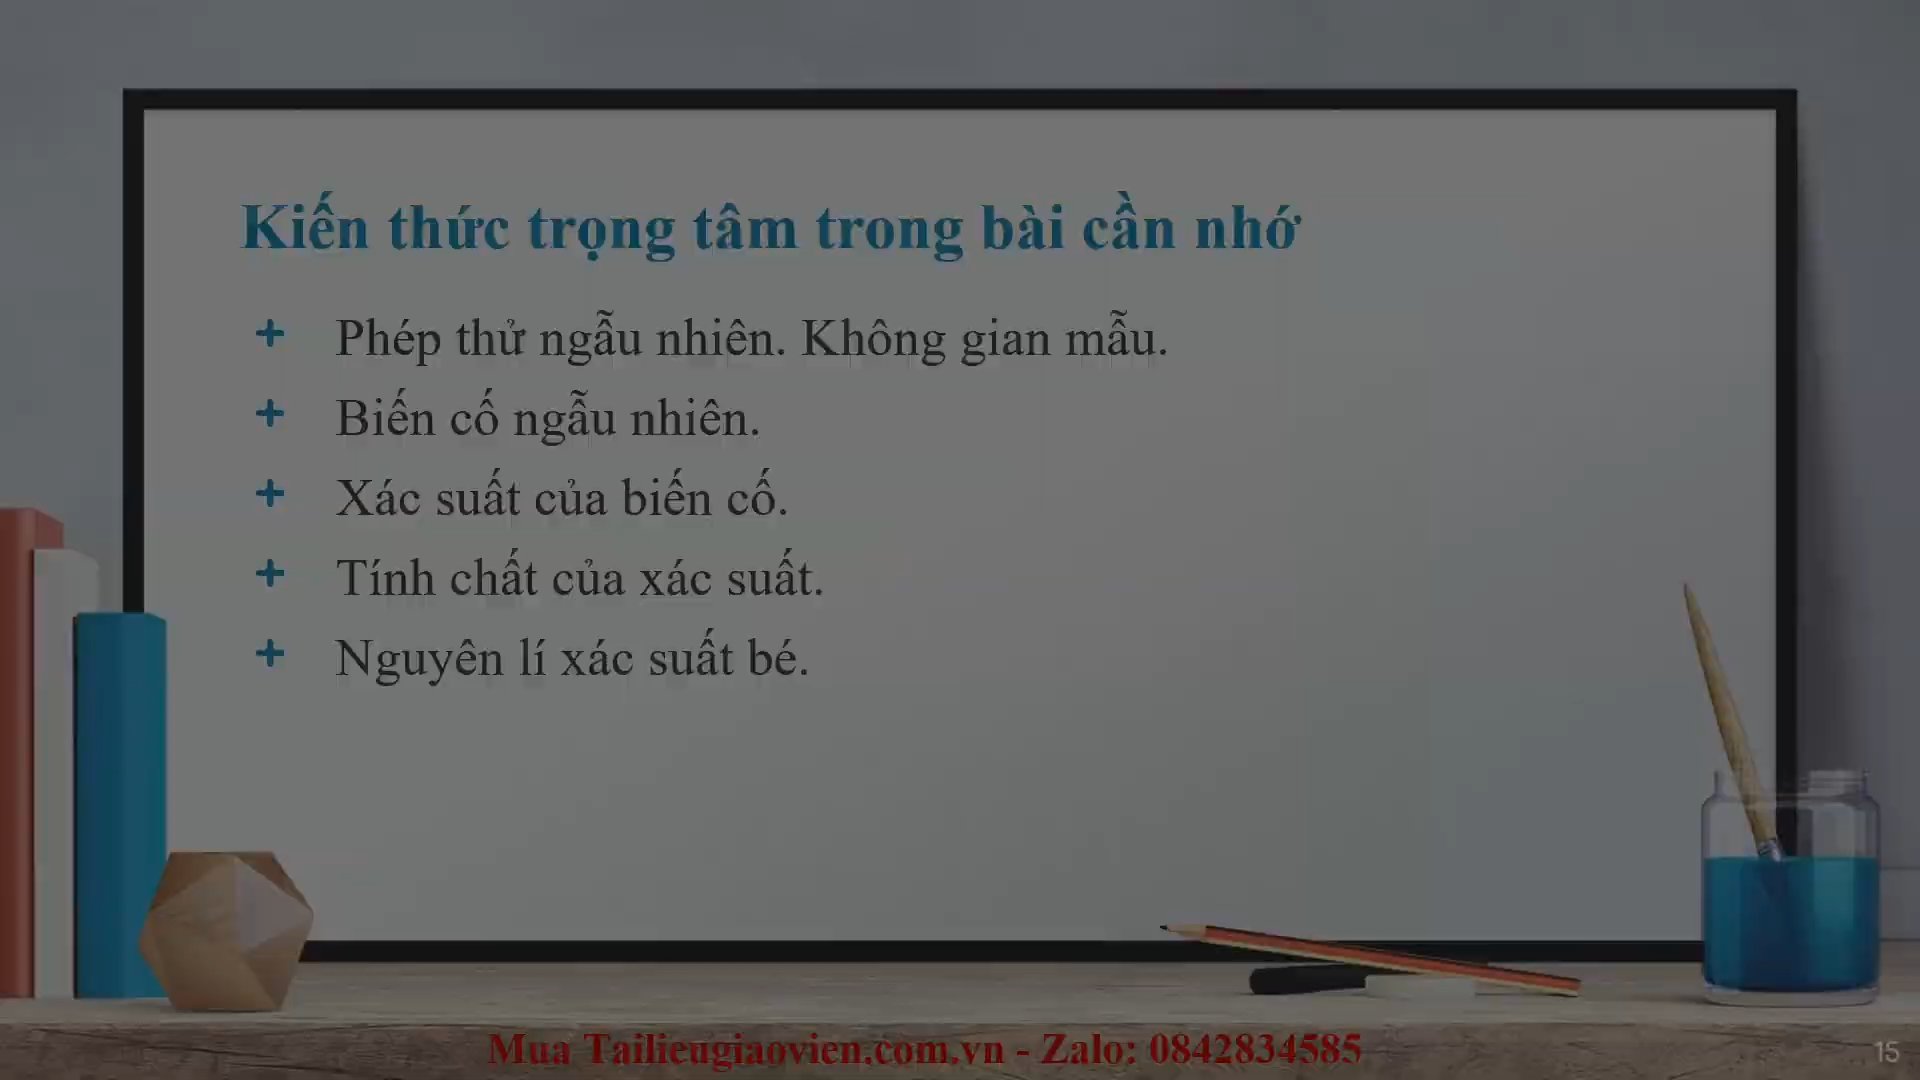 Kiến thức trọng tâm trong bài cần nhớ
+ Phép thử ngẫu nhiên. Không gian mẫu.
+ Biến cố ngẫu nhiên.
+ Xác suất của biến cố.
+ Tính chất của xác suất.
+ Nguyên lí xác suất bé.
Mua Tailieugiaovien.com.vn - Zalo: 0842834585
15